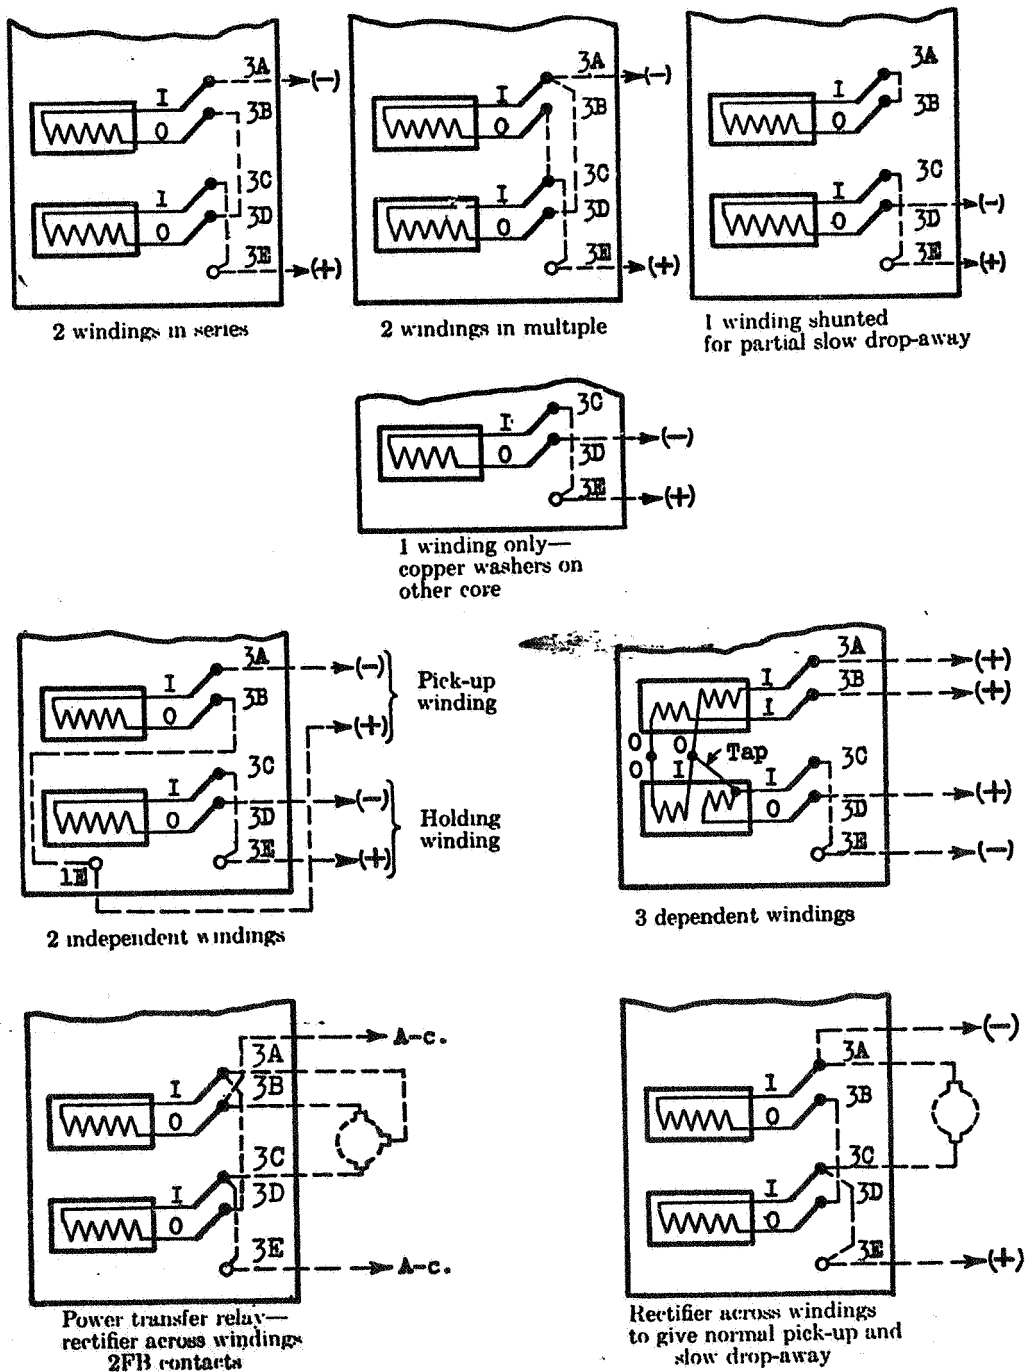 3A
(-)
I
3B
O
3C
I
3D
O
3E
(+)
2 windings in series
3A
(-)
I
3B
O
3C
I
3D
O
3E
(+)
2 windings in multiple
3A
I
3B
O
3C
I
(-)
3D
O
3E
(+)
1 winding shunted
for partial slow drop-away
3C
I
(-)
O
3D
3E
(+)
1 winding only—
copper washers on
other core
3A
(-)
I
3B
O
(+)
Pick-up
winding
3C
I
(-)
O
3D
3E
(+)
Holding
winding
1E
2 independent windings
3A
(+)
I
3B
(+)
I
O
O
Tap
O
I
3C
I
(+)
O
3D
3E
(-)
3 dependent windings
A-c.
3A
I
3B
O
3C
I
3D
O
3E
A-c.
Power transfer relay—
rectifier across windings
2FB contacts
(-)
3A
I
3B
O
3C
I
3D
O
3E
(+)
Rectifier across windings
to give normal pick-up and
slow drop-away